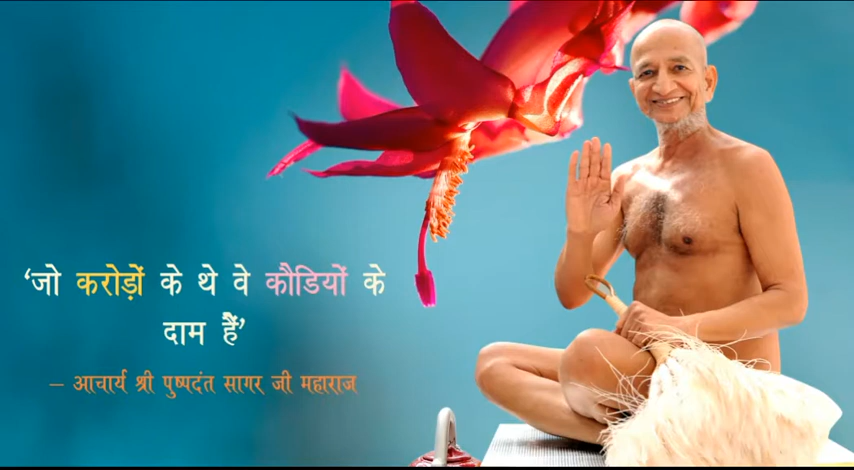 ‘जो करोड़ों के थे वे कौडियों के
दाम हैं’
– आचार्य श्री पुष्पदंत सागर जी महाराज